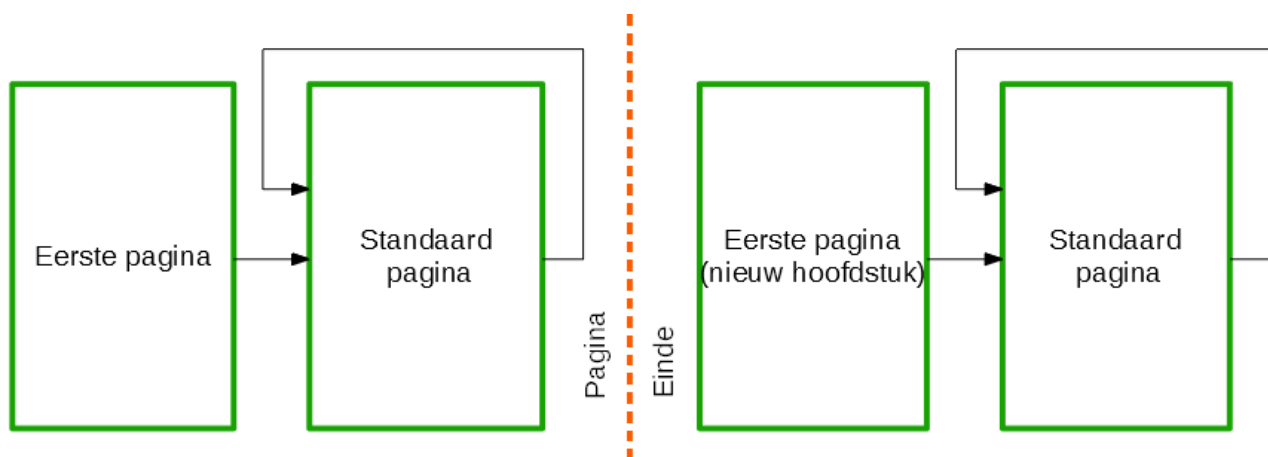 Eerste pagina
Standaard
pagina
Pagina
Einde
Eerste pagina
(nieuw hoofdstuk)
Standaard
pagina